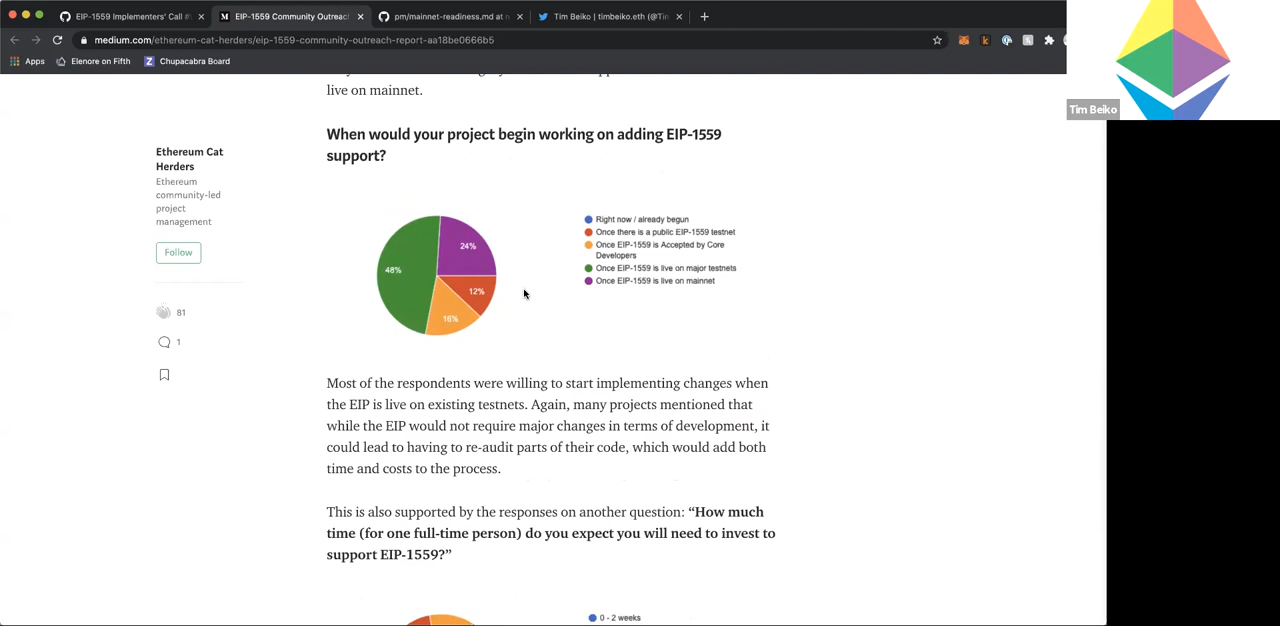 EIP-1559 Implementers' Call #
EIP-1559 Community Outreac
pm/mainnet-readiness.md at
Tim Beiko | timbeiko.eth (@Tim
medium.com/ethereum-cat-herders/eip-1559-community-outreach-report-aa18be0666b5
Apps
Elenore on Fifth
Chupacabra Board
Tim Beiko
live on mainnet.
When would your project begin working on adding EIP-1559
support?
Ethereum Cat
Herders
Ethereum
community-led
project
management
Follow
81
1
48%
24%
12%
16%
Right now / already begun
Once there is a public EIP-1559 testnet
Once EIP-1559 is Accepted by Core
Developers
Once EIP-1559 is live on major testnets
Once EIP-1559 is live on mainnet
Most of the respondents were willing to start implementing changes when
the EIP is live on existing testnets. Again, many projects mentioned that
while the EIP would not require major changes in terms of development, it
could lead to having to re-audit parts of their code, which would add both
time and costs to the process.
This is also supported by the responses on another question: “How much
time (for one full-time person) do you expect you will need to invest to
support EIP-1559?”
0 - 2 weeks